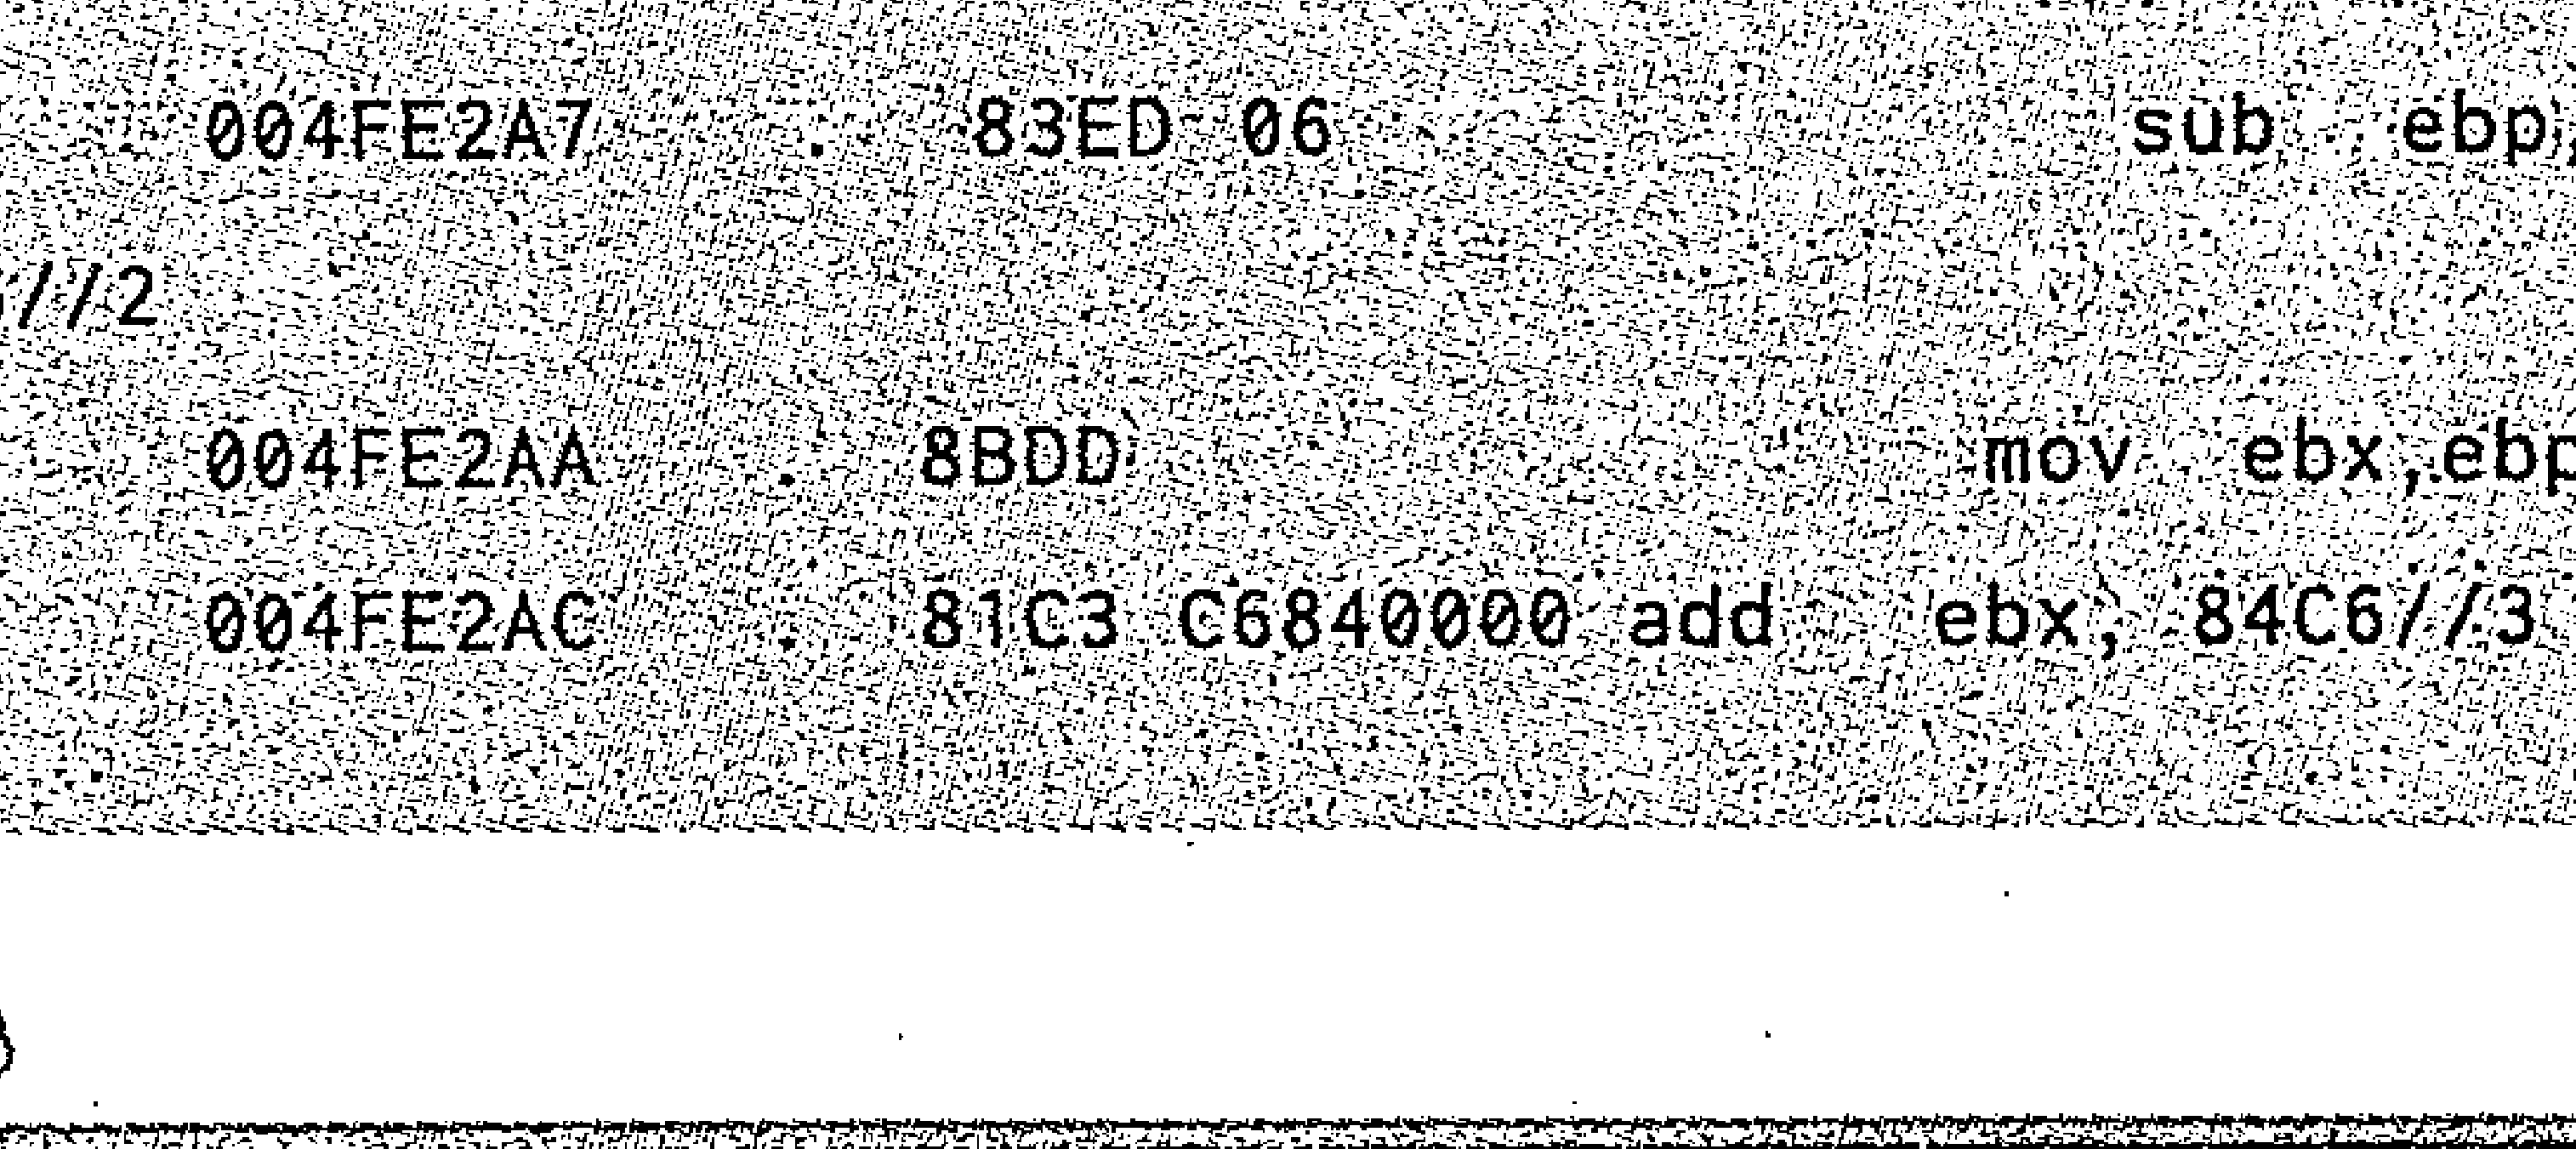 004FE2A7 . 83ED 06 sub ebp,
//2
004FE2AA . 8BDD mov ebx,ebp
004FE2AC . 81C3 C6840000 add ebx, 84C6//3